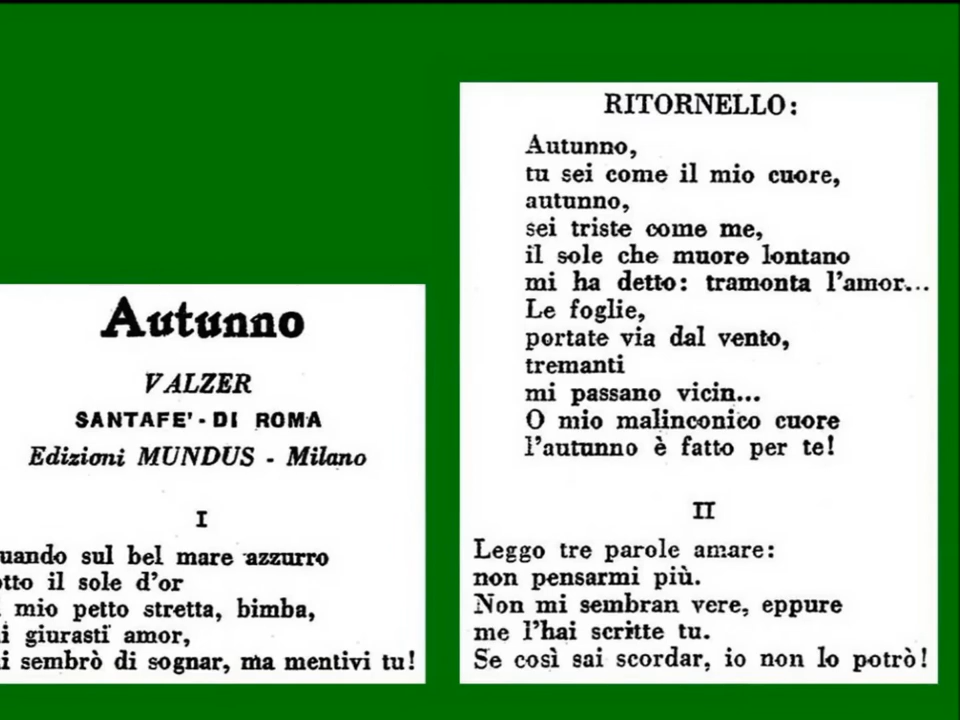 Autunno
VALZER
SANTAFE'-DI ROMA
Edizioni MUNDUS - Milano
I
uando sul bel mare azzurro
otto il sole d'or
mio petto stretta, bimba,
i giurasti amor,
i sembrò di sognar, ma mentivi tu!
RITORNELLO:
Autunno,
tu sei come il mio cuore,
autunno,
sei triste come me,
il sole che muore lontano
mi ha detto: tramonta l'amor...
Le foglie,
portate via dal vento,
tremanti
mi passano vicin...
O mio malinconico cuore
l'autunno è fatto per te!
II
Leggo tre parole amare:
non pensarmi più.
Non mi sembran vere, eppure
me l'hai scritte tu.
Se così sai scordar, io non lo potrò!